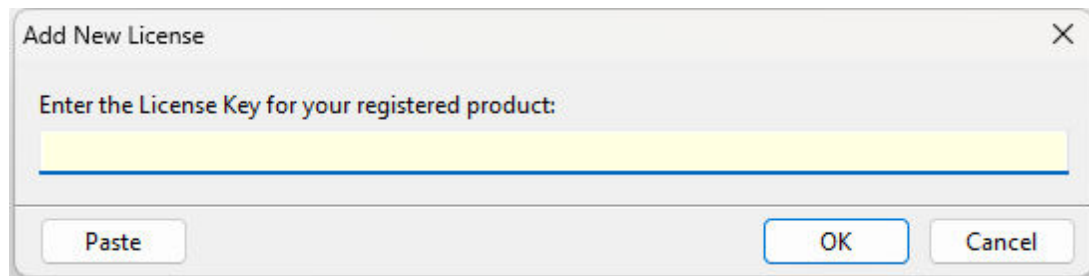 Add New License
Enter the License Key for your registered product:
Paste OK Cancel